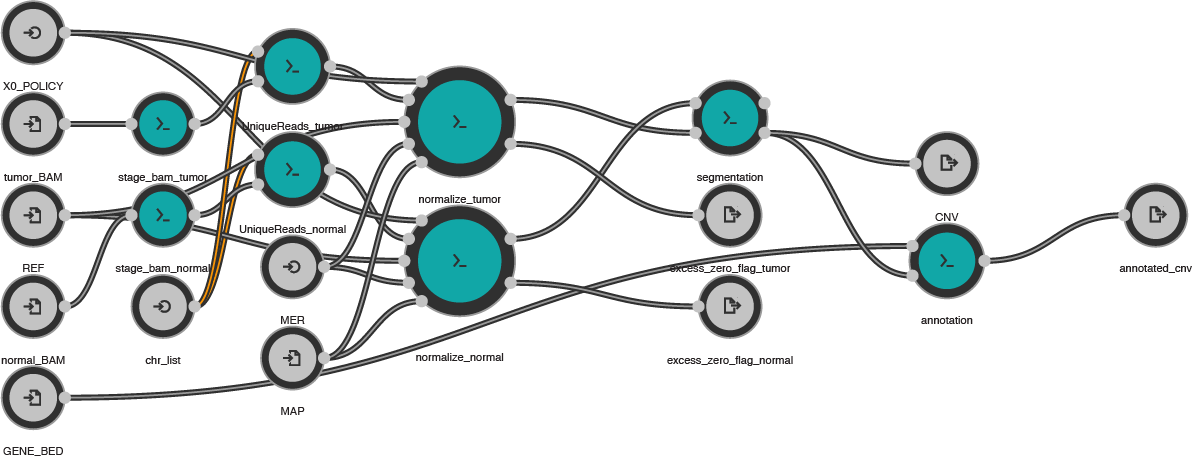 X0_POLICY
UniqueReads_tumor
tumor_BAM
stage_bam_tumor
segmentation
normalize_tumor
CNV
UniqueReads_normal
REF
stage_bam_normal
excess_zero_flag_tumor
annotated_cnv
MER
annotation
normal_BAM
chr_list
normalize_normal
excess_zero_flag_normal
MAP
GENE_BED